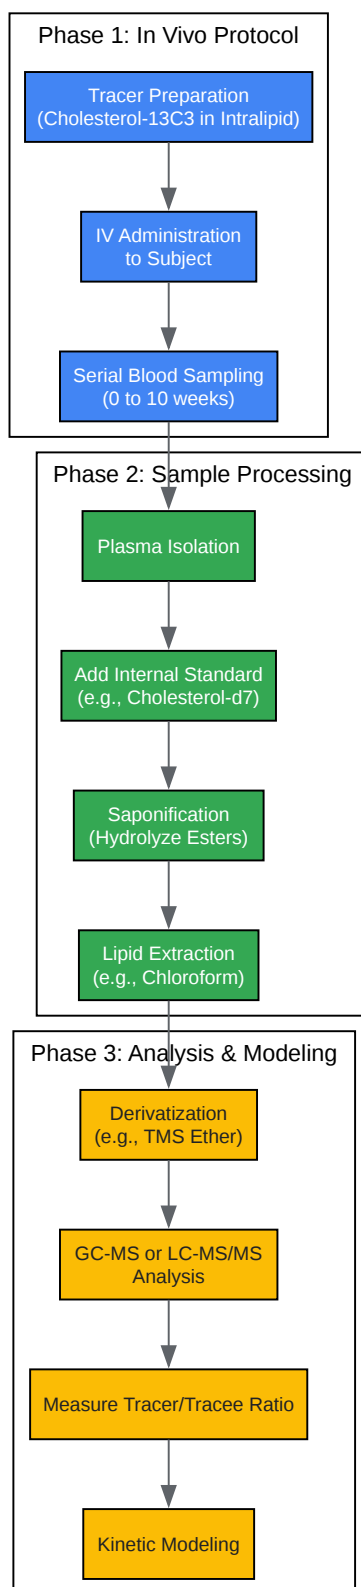 Phase 1: In Vivo Protocol
Tracer Preparation
(Cholesterol-13C3 in Intralipid)
IV Administration
to Subject
Serial Blood Sampling
(0 to 10 weeks)
Phase 2: Sample Processing
Plasma Isolation
Add Internal Standard
(e.g., Cholesterol-d7)
Saponification
(Hydrolyze Esters)
Lipid Extraction
(e.g., Chloroform)
Phase 3: Analysis & Modeling
Derivatization
(e.g., TMS Ether)
GC-MS or LC-MS/MS
Analysis
Measure Tracer/Tracee Ratio
Kinetic Modeling